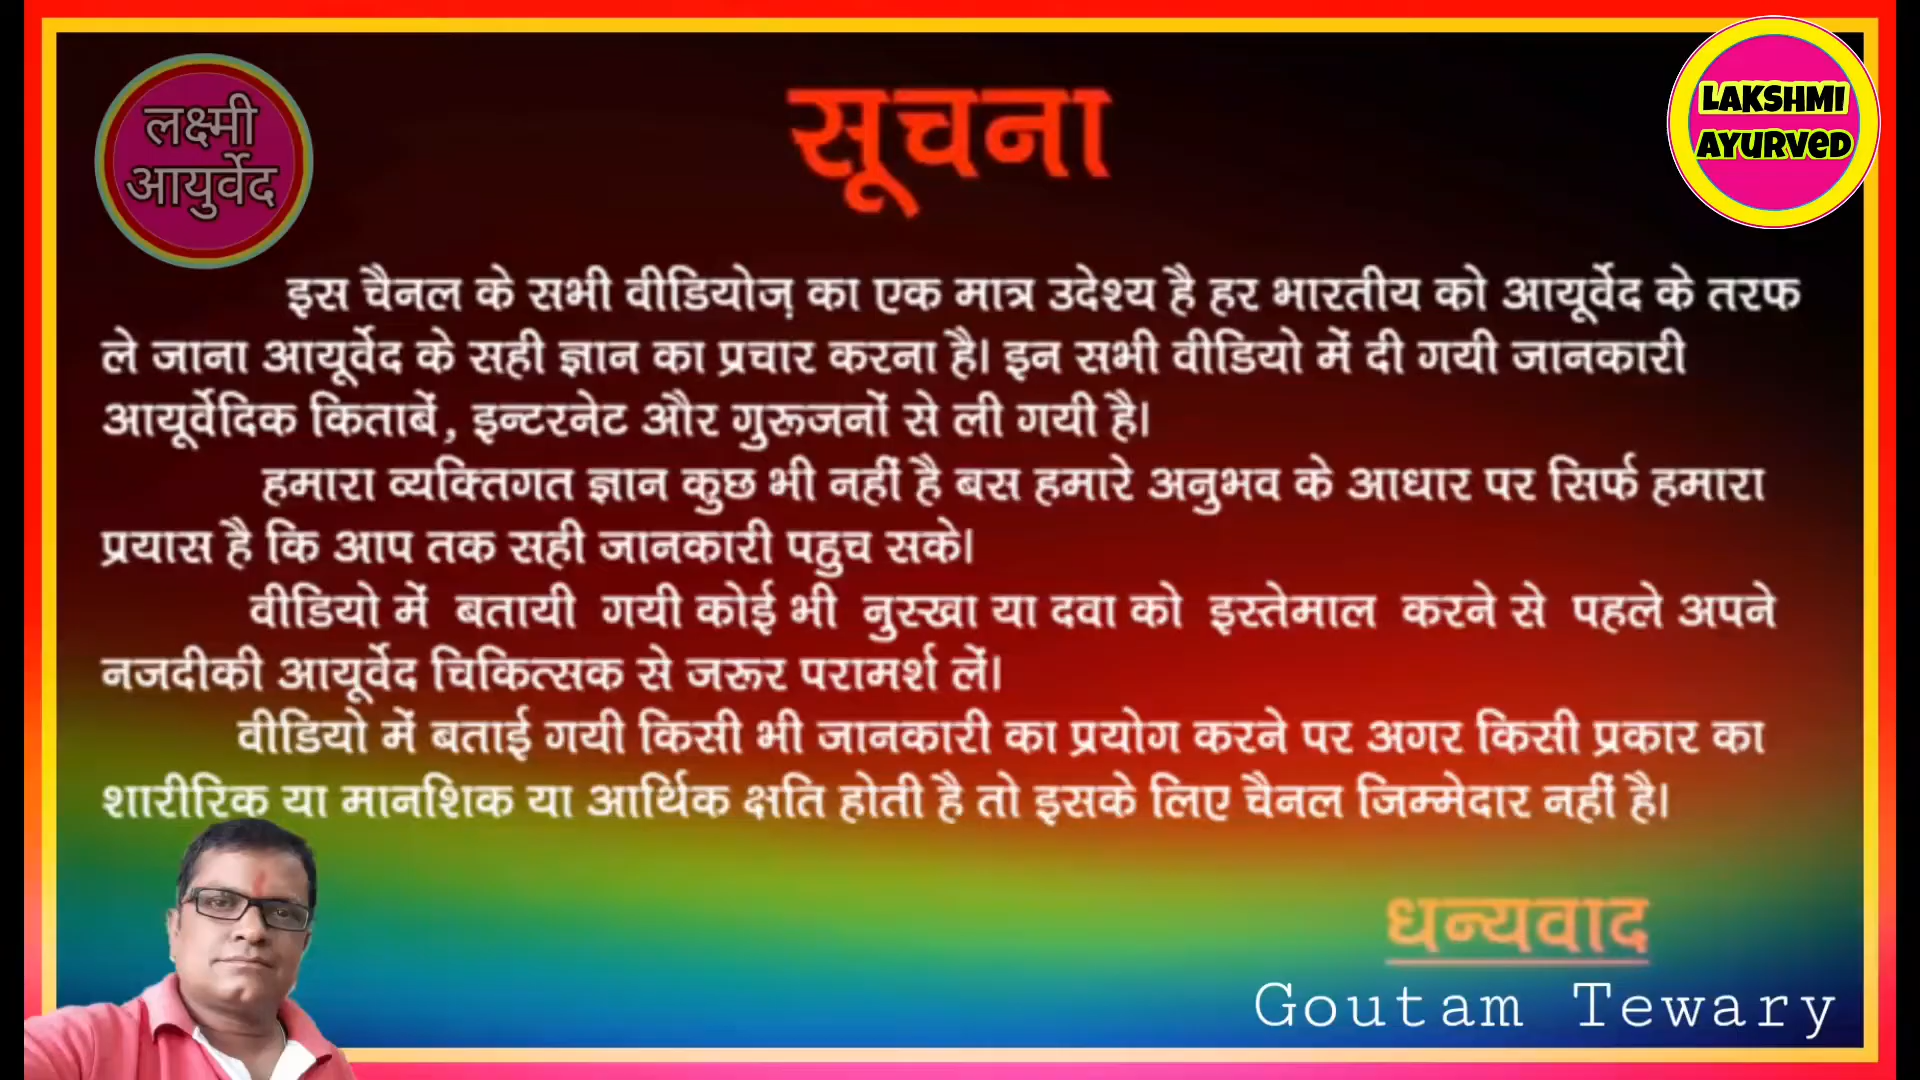 लक्ष्मी
आयुर्वेद
LAKSHMI
AYURVED
सूचना
इस चैनल के सभी वीडियोज़ का एक मात्र उदेश्य है हर भारतीय को आयूर्वेद के तरफ
ले जाना आयूर्वेद के सही ज्ञान का प्रचार करना है। इन सभी वीडियो में दी गयी जानकारी
आयूर्वेदिक किताबें, इन्टरनेट और गुरुजनों से ली गयी है।
हमारा व्यक्तिगत ज्ञान कुछ भी नहीं है बस हमारे अनुभव के आधार पर सिर्फ हमारा
प्रयास है कि आप तक सही जानकारी पहुच सके।
वीडियो में बतायी गयी कोई भी नुस्खा या दवा को इस्तेमाल करने से पहले अपने
नजदीकी आयूर्वेद चिकित्सक से जरूर परामर्श लें।
वीडियो में बताई गयी किसी भी जानकारी का प्रयोग करने पर अगर किसी प्रकार का
शारीरिक या मानशिक या आर्थिक क्षति होती है तो इसके लिए चैनल जिम्मेदार नहीं है।
धन्यवाद
Goutam Tewary